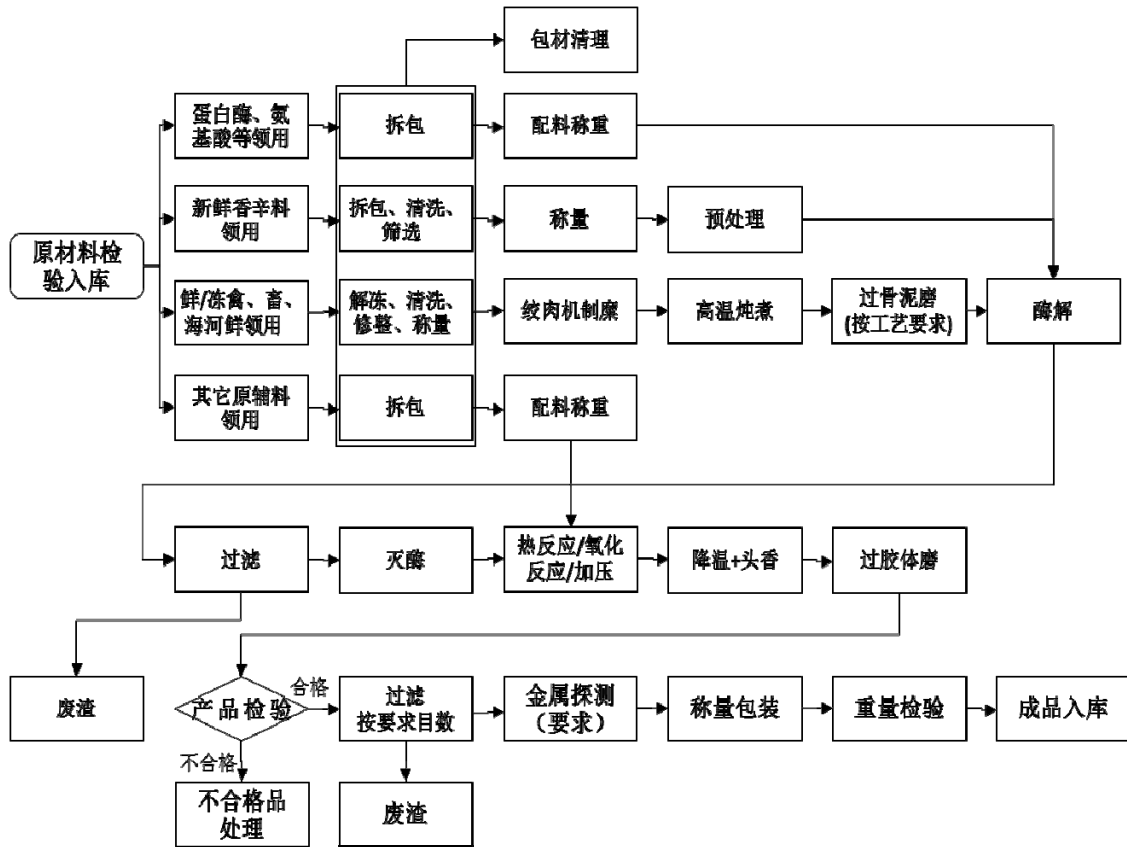 包材清理
蛋白酶、氨
基酸等领用
拆包
配料称重
新鲜香辛料
领用
拆包、清洗、
筛选
称量
预处理
原材料检
验入库
鲜/冻禽、畜、
海河鲜领用
解冻、清洗、
修整、称量
绞肉机制糜
高温炖煮
过骨泥磨
(按工艺要求)
酶解
其它原辅料
领用
拆包
配料称重
过滤
灭酶
热反应/氧化
反应/加压
降温+头香
过胶体磨
废渣
产品检验
合格
过滤
按要求目数
金属探测
（要求）
称量包装
重量检验
成品入库
不合格
不合格品
处理
废渣